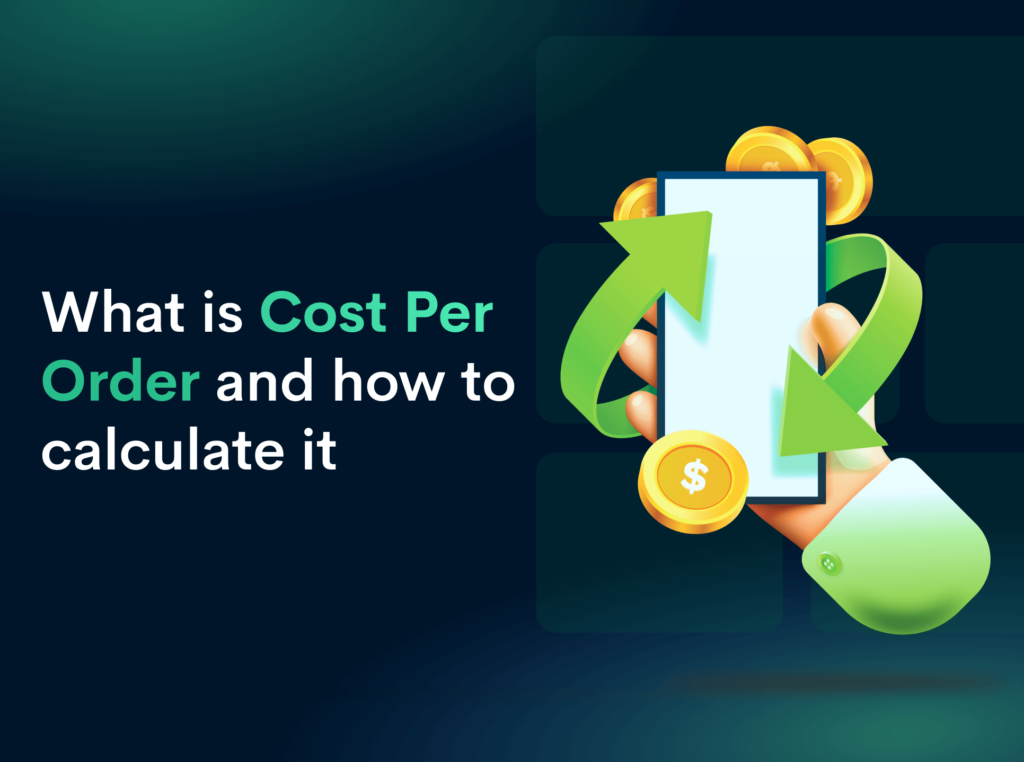 What is Cost Per
Order and how to
calculate it
$